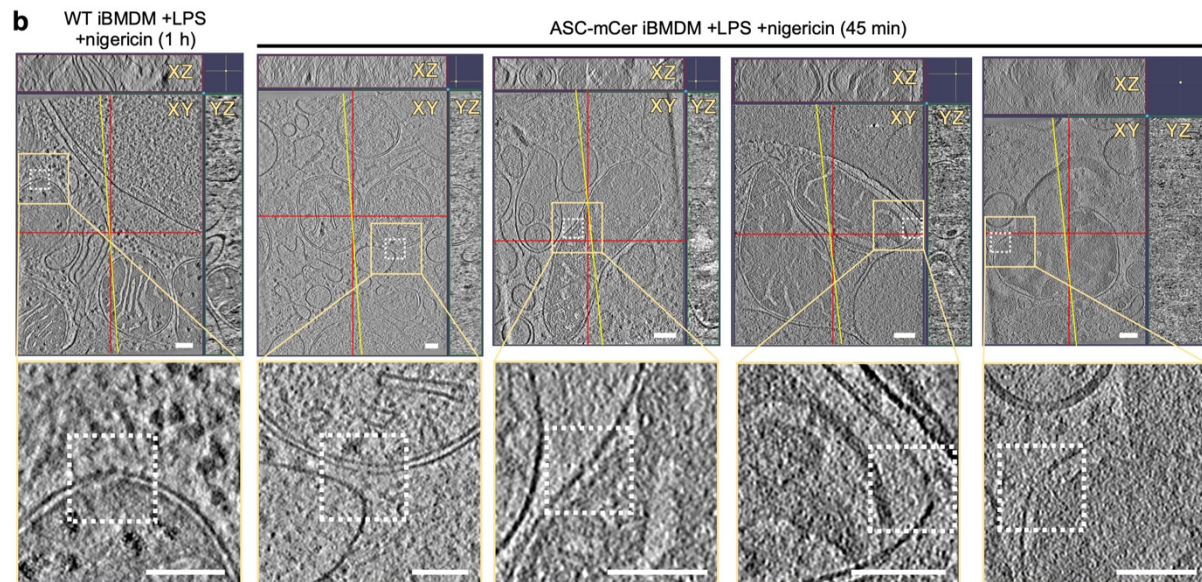 b
WT iBMDM +LPS
+nigericin (1 h)
ASC-mCer iBMDM +LPS +nigericin (45 min)
XZ
XZ
XZ
XZ
XZ
XY
YZ
XY
YZ
XY
YZ
XY
YZ
XY
YZ